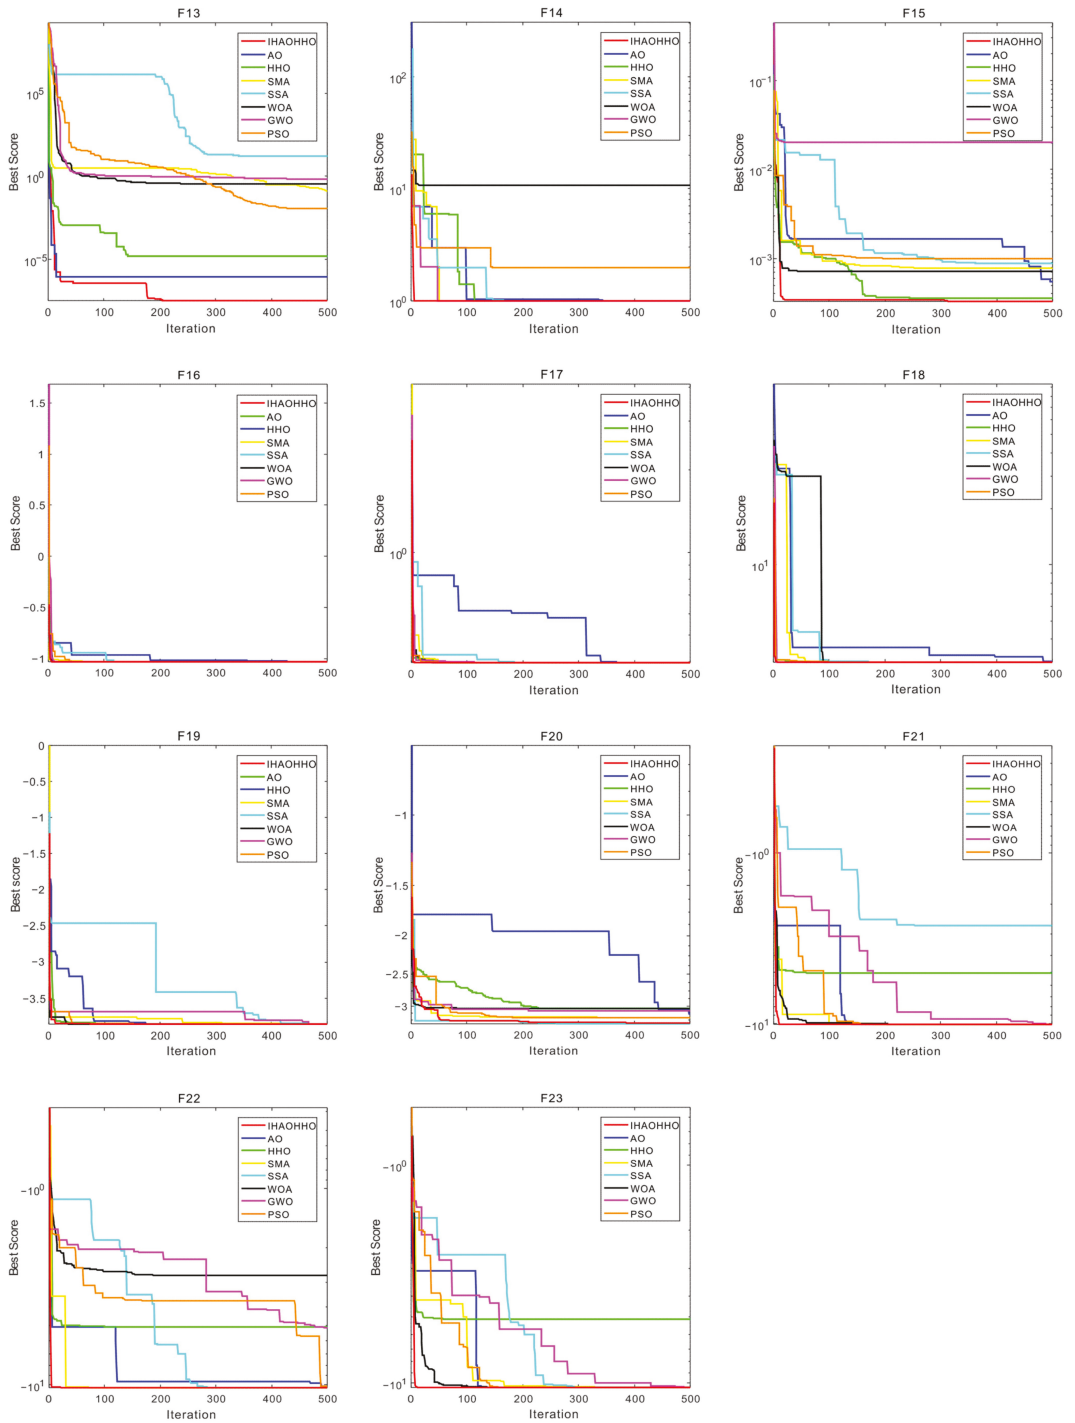 F13
IHAOHHO
AO
HHO
SMA
SSA
WOA
GWO
PSO
Best Score
10^5
10^0
10^-5
0 100 200 300 400 500
Iteration
F14
IHAOHHO
AO
HHO
SMA
SSA
WOA
GWO
PSO
Best Score
10^2
10^1
10^0
0 100 200 300 400 500
Iteration
F15
IHAOHHO
AO
HHO
SMA
SSA
WOA
GWO
PSO
Best Score
10^-1
10^-2
10^-3
0 100 200 300 400 500
Iteration
F16
IHAOHHO
AO
HHO
SMA
SSA
WOA
GWO
PSO
Best Score
1.5
1
0.5
0
−0.5
−1
0 100 200 300 400 500
Iteration
F17
IHAOHHO
AO
HHO
SMA
SSA
WOA
GWO
PSO
Best Score
10^0
0 100 200 300 400 500
Iteration
F18
IHAOHHO
AO
HHO
SMA
SSA
WOA
GWO
PSO
Best Score
10^1
0 100 200 300 400 500
Iteration
F19
IHAOHHO
AO
HHO
SMA
SSA
WOA
GWO
PSO
Best score
0
−0.5
−1
−1.5
−2
−2.5
−3
−3.5
0 100 200 300 400 500
Iteration
F20
IHAOHHO
AO
HHO
SMA
SSA
WOA
GWO
PSO
Best Score
−1
−1.5
−2
−2.5
−3
0 100 200 300 400 500
Iteration
F21
IHAOHHO
AO
HHO
SMA
SSA
WOA
GWO
PSO
Best Score
−10^0
−10^1
0 100 200 300 400 500
Iteration
F22
IHAOHHO
AO
HHO
SMA
SSA
WOA
GWO
PSO
Best Score
−10^0
−10^1
0 100 200 300 400 500
Iteration
F23
IHAOHHO
AO
HHO
SMA
SSA
WOA
GWO
PSO
Best Score
−10^0
−10^1
0 100 200 300 400 500
Iteration